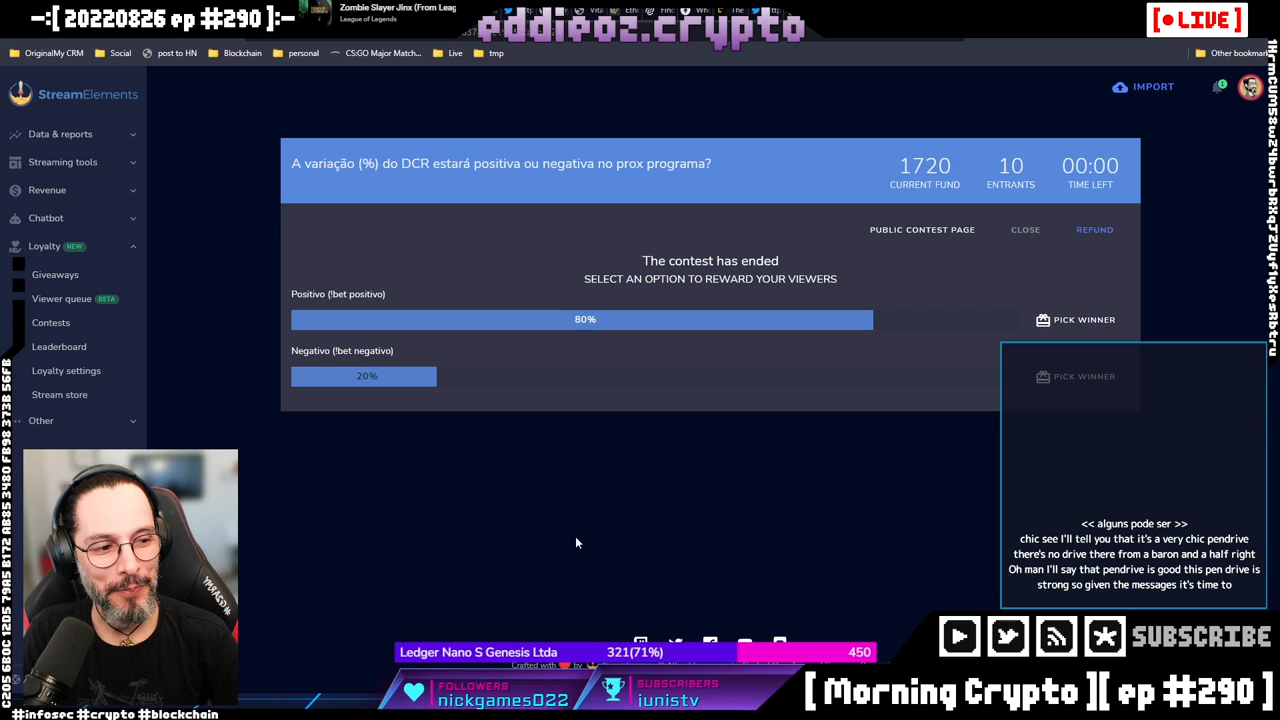 -:[ 20220826 ep #290 ]:-
Zombie Slayer Jinx (From Leag
League of Legends
eddieoz.crypto
[ LIVE ]
OriginalMy CRM
Social
post to HN
Blockchain
personal
CS:GO Major Match...
Live
tmp
Other bookmar
StreamElements
IMPORT
1
Data & reports
Streaming tools
Revenue
Chatbot
Loyalty NEW
Giveaways
Viewer queue BETA
Contests
Leaderboard
Loyalty settings
Stream store
Other
A variação (%) do DCR estará positiva ou negativa no prox programa?
1720
CURRENT FUND
10
ENTRANTS
00:00
TIME LEFT
PUBLIC CONTEST PAGE
CLOSE
REFUND
The contest has ended
SELECT AN OPTION TO REWARD YOUR VIEWERS
Positivo (!bet positivo)
80%
PICK WINNER
Negativo (!bet negativo)
20%
PICK WINNER
<< alguns pode ser >>
chic see I'll tell you that it's a very chic pendrive
there's no drive there from a baron and a half right
Oh man I'll say that pendrive is good this pen drive is
strong so given the messages it's time to
Ledger Nano S Genesis Ltda
321(71%)
450
Crafted with
by
FOLLOWERS
nickgames022
SUBSCRIBERS
iunistv
SUBSCRIBE
[ Morning Crypto ][ ep #290 ]
#infosec #crypto #blockchain